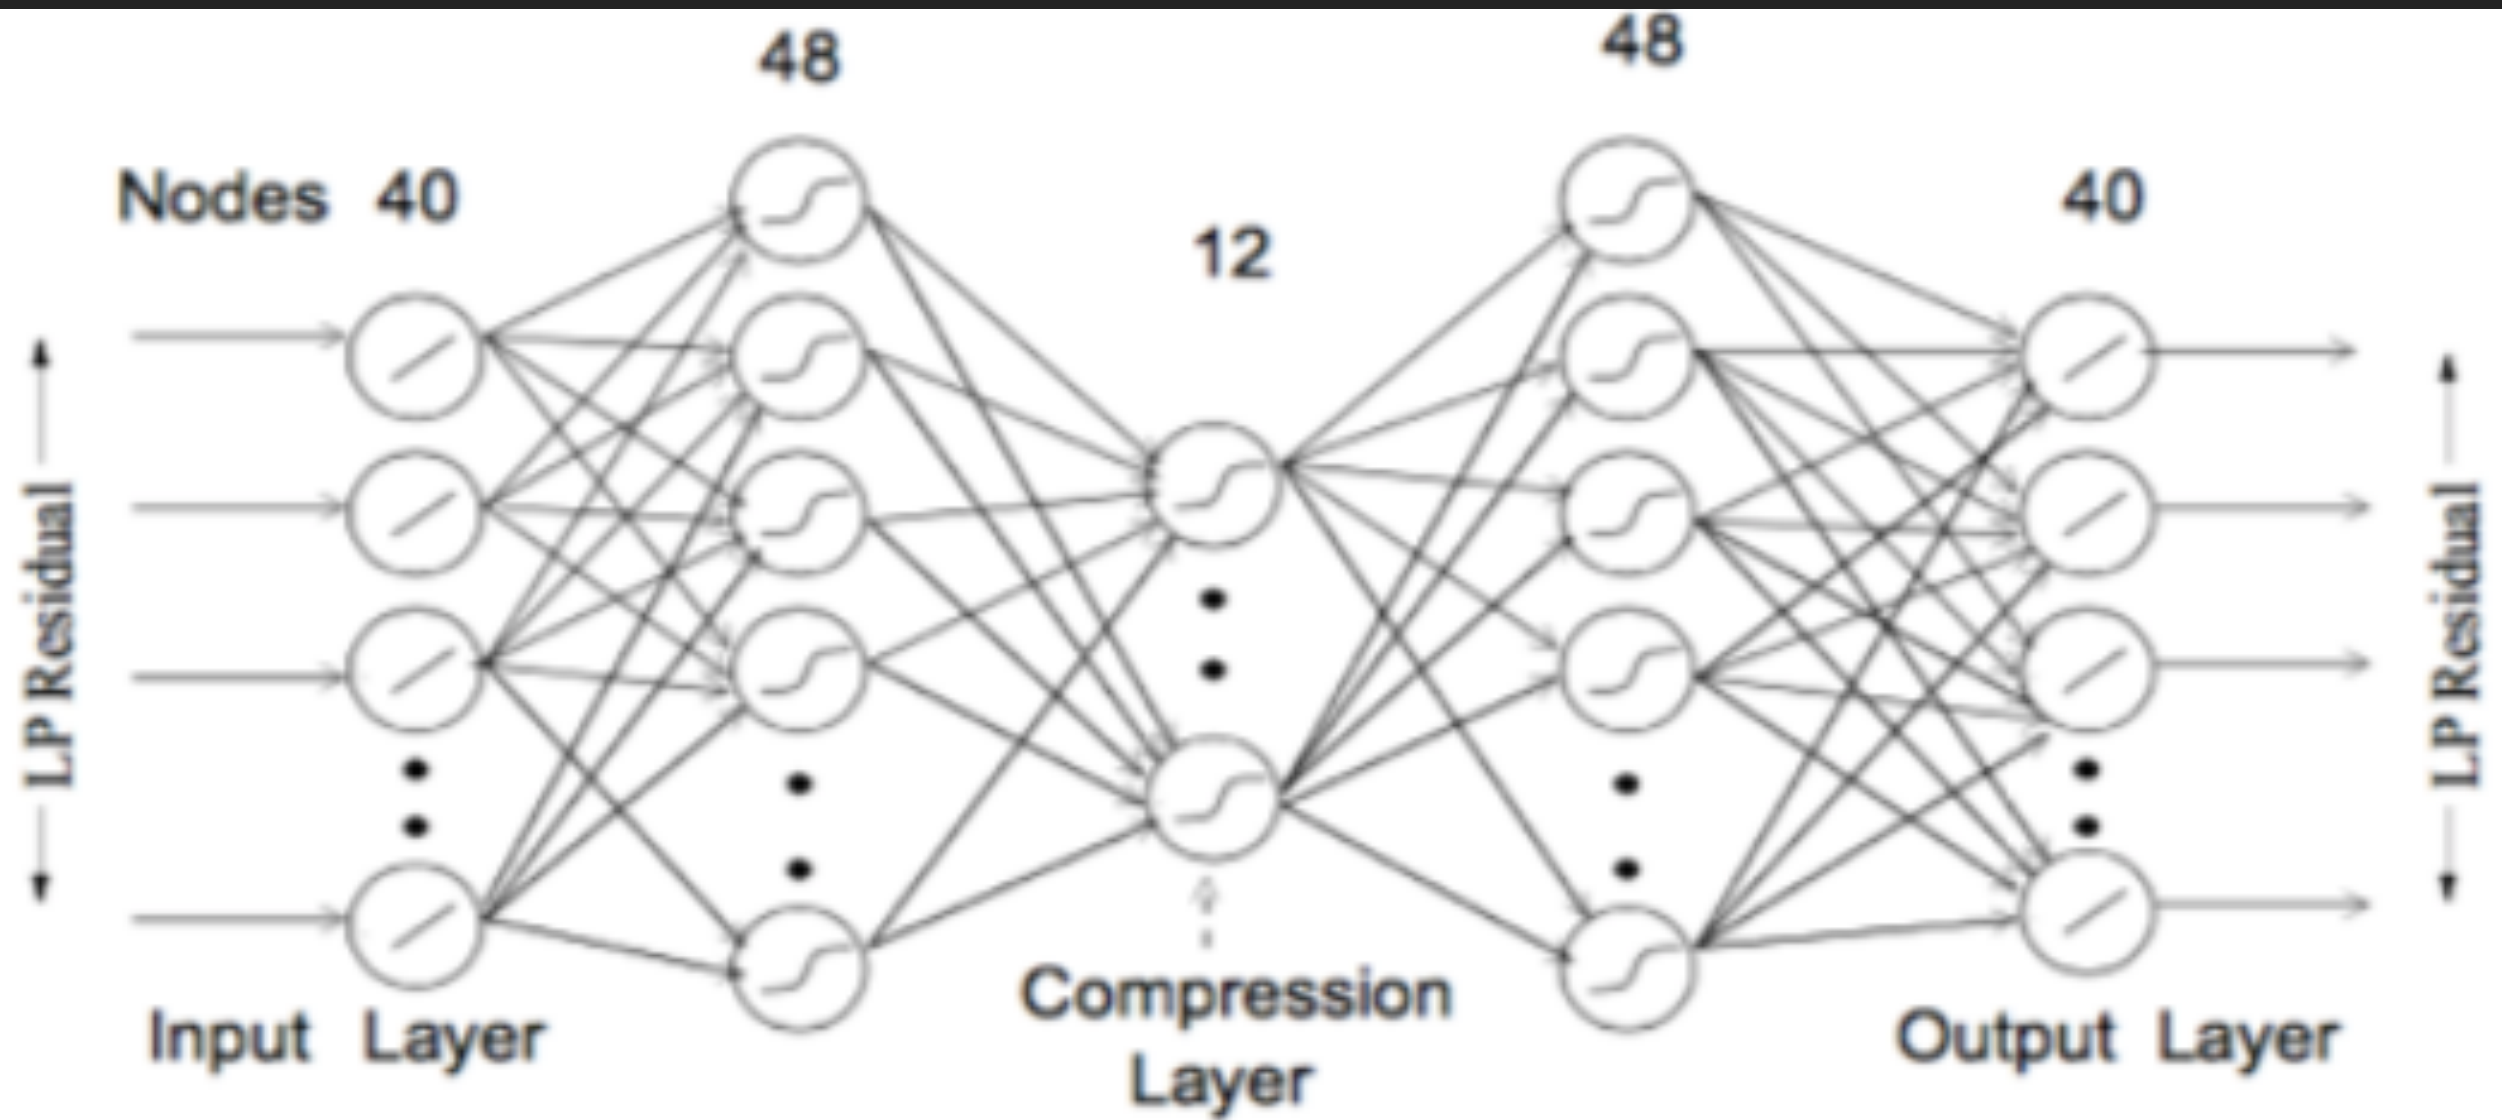 48
48
Nodes 40
40
12
LP Residual
LP Residual
Compression
Layer
Input Layer
Output Layer